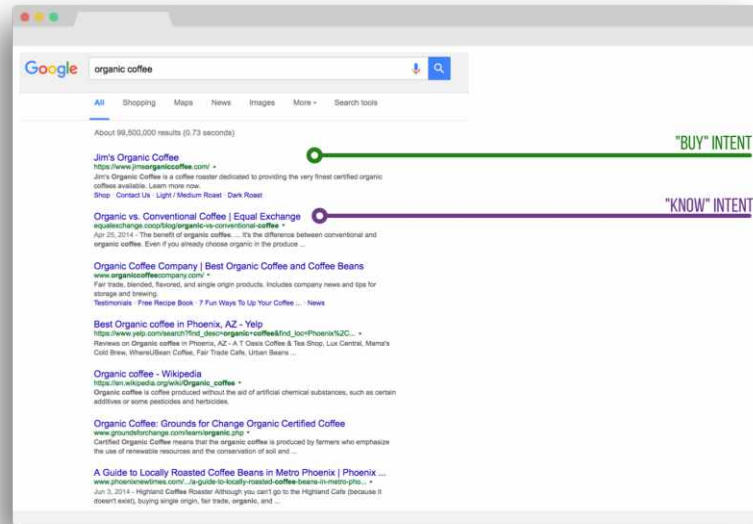 Google
organic coffee
All Shopping Maps News Images More Search tools
About 99,500,000 results (0.73 seconds)
Jim's Organic Coffee
https://www.jimsorganiccoffee.com/
"BUY" INTENT
Jim's Organic Coffee is a coffee roaster dedicated to providing the very finest certified organic
coffees available. Learn more now.
Shop · Contact Us · Light / Medium Roast · Dark Roast
Organic vs. Conventional Coffee | Equal Exchange
"KNOW" INTENT
equalexchange.coop/blog/organic-vs-conventional-coffee
Apr 25, 2014 - The benefit of organic coffee. ... It's the difference between conventional and
organic coffee. Even if you already choose organic in the produce ...
Organic Coffee Company | Best Organic Coffee and Coffee Beans
www.organiccoffeecompany.com/
Fair trade, blended, flavored, and single origin products. Includes company news and tips for
storage and brewing.
Testimonials · Free Recipe Book · 7 Fun Ways To Up Your Coffee ... · News
Best Organic coffee in Phoenix, AZ - Yelp
https://www.yelp.com/search?find_desc=organic+coffee&find_loc=Phoenix%2C...
Reviews on Organic coffee in Phoenix, AZ - A T Oasis Coffee & Tea Shop, Lux Central, Mama's
Cold Brew, WhereUBean Coffee, Fair Trade Cafe, Urban Beans ...
Organic coffee - Wikipedia
https://en.wikipedia.org/wiki/Organic_coffee
Organic coffee is coffee produced without the aid of artificial chemical substances, such as certain
additives or some pesticides and herbicides.
Organic Coffee: Grounds for Change Organic Certified Coffee
www.groundsforchange.com/learn/organic.php
Certified Organic Coffee means that the organic coffee is produced by farmers who emphasize
the use of renewable resources and the conservation of soil and ...
A Guide to Locally Roasted Coffee Beans in Metro Phoenix | Phoenix ...
www.phoenixnewtimes.com/.../a-guide-to-locally-roasted-coffee-beans-in-metro-pho...
Jun 3, 2014 - Highland Coffee Roaster Although you can't go to the Highland Cafe (because it
doesn't exist), buying single origin, fair trade, organic, and ...